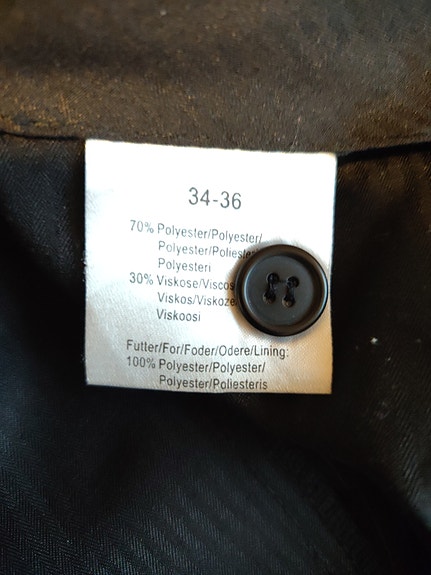 34-36
70% Polyester/Polyester/
Polyester/Poliester
Polyesteri
30% Viskose/Viscos
Viskos/Viskoze
Viskoosi
Futter/For/Foder/Odere/Lining:
100% Polyester/Polyester/
Polyester/Poliesteris